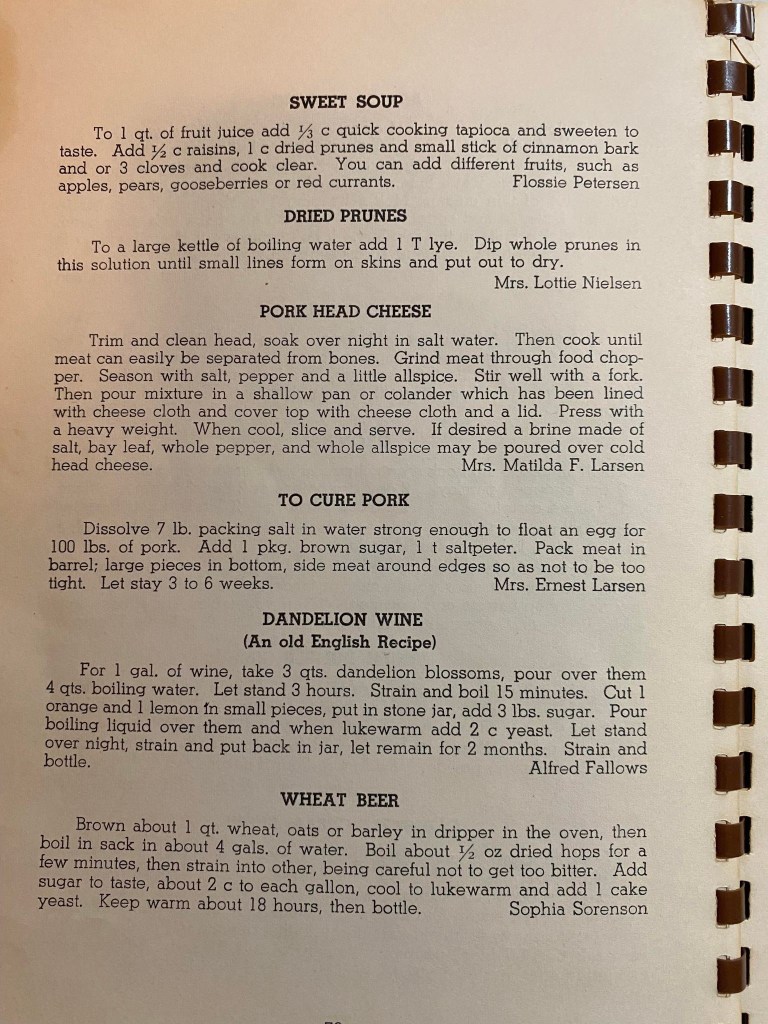 SWEET SOUP
To 1 qt. of fruit juice add ⅓ c quick cooking tapioca and sweeten to
taste. Add ½ c raisins, 1 c dried prunes and small stick of cinnamon bark
and or 3 cloves and cook clear. You can add different fruits, such as
apples, pears, gooseberries or red currants. Flossie Petersen
DRIED PRUNES
To a large kettle of boiling water add 1 T lye. Dip whole prunes in
this solution until small lines form on skins and put out to dry.
Mrs. Lottie Nielsen
PORK HEAD CHEESE
Trim and clean head, soak over night in salt water. Then cook until
meat can easily be separated from bones. Grind meat through food chop-
per. Season with salt, pepper and a little allspice. Stir well with a fork.
Then pour mixture in a shallow pan or colander which has been lined
with cheese cloth and cover top with cheese cloth and a lid. Press with
a heavy weight. When cool, slice and serve. If desired a brine made of
salt, bay leaf, whole pepper, and whole allspice may be poured over cold
head cheese. Mrs. Matilda F. Larsen
TO CURE PORK
Dissolve 7 lb. packing salt in water strong enough to float an egg for
100 lbs. of pork. Add 1 pkg. brown sugar, 1 t saltpeter. Pack meat in
barrel; large pieces in bottom, side meat around edges so as not to be too
tight. Let stay 3 to 6 weeks. Mrs. Ernest Larsen
DANDELION WINE
(An old English Recipe)
For 1 gal. of wine, take 3 qts. dandelion blossoms, pour over them
4 qts. boiling water. Let stand 3 hours. Strain and boil 15 minutes. Cut 1
orange and 1 lemon in small pieces, put in stone jar, add 3 lbs. sugar. Pour
boiling liquid over them and when lukewarm add 2 c yeast. Let stand
over night, strain and put back in jar, let remain for 2 months. Strain and
bottle. Alfred Fallows
WHEAT BEER
Brown about 1 qt. wheat, oats or barley in dripper in the oven, then
boil in sack in about 4 gals. of water. Boil about ½ oz dried hops for a
few minutes, then strain into other, being careful not to get too bitter. Add
sugar to taste, about 2 c to each gallon, cool to lukewarm and add 1 cake
yeast. Keep warm about 18 hours, then bottle. Sophia Sorenson